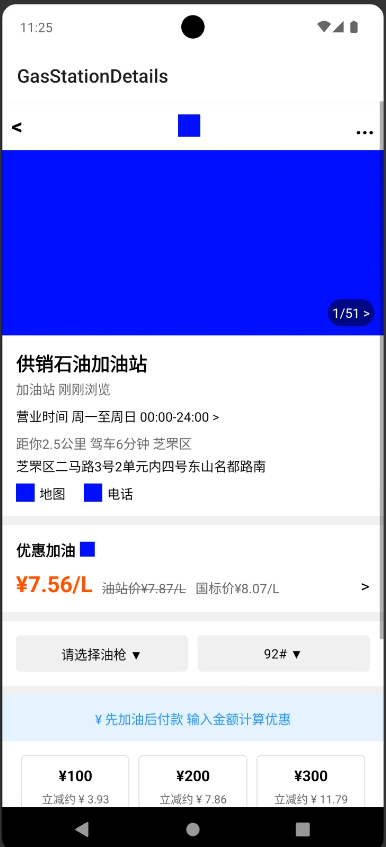 11:25
GasStationDetails
<
...
1/51 >
供销石油加油站
加油站 刚刚浏览
营业时间 周一至周日 00:00-24:00 >
距你2.5公里 驾车6分钟 芝罘区
芝罘区二马路3号2单元内四号东山名都路南
地图 电话
优惠加油
¥7.56/L 油站价¥7.87/L 国标价¥8.07/L >
请选择油枪 ▼ 92# ▼
¥ 先加油后付款 输入金额计算优惠
¥100 ¥200 ¥300
立减约 ¥ 3.93 立减约 ¥ 7.86 立减约 ¥ 11.79